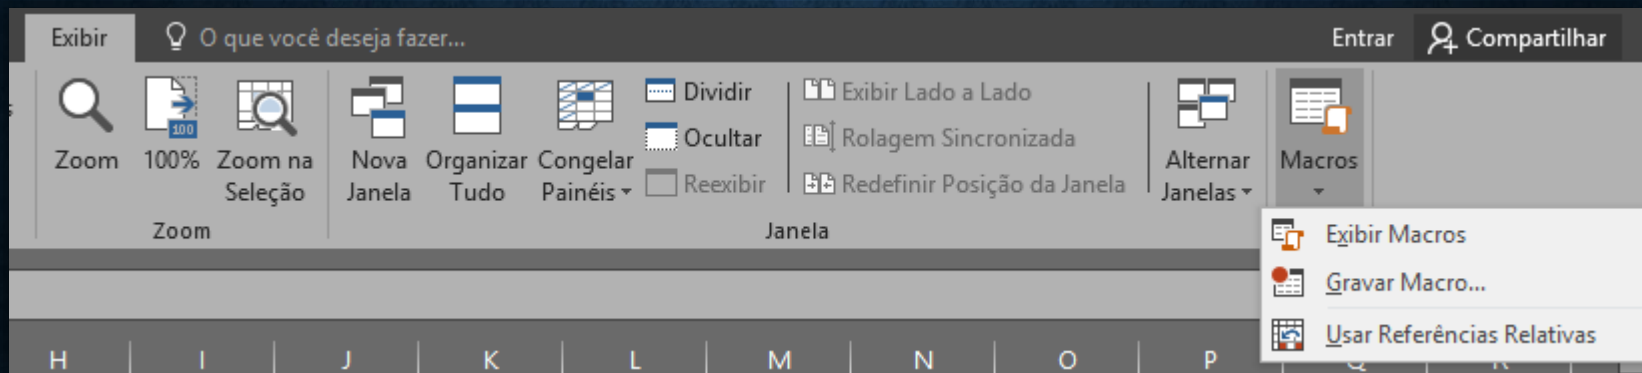 Exibir
O que você deseja fazer...
Entrar
Compartilhar
Zoom
100
100%
Zoom na
Seleção
Zoom
Nova
Janela
Organizar
Tudo
Congelar
Painéis
Dividir
Ocultar
Reexibir
Exibir Lado a Lado
Rolagem Sincronizada
Redefinir Posição da Janela
Alternar
Janelas
Janela
Macros
Exibir Macros
Gravar Macro...
Usar Referências Relativas
H I J K L M N O P